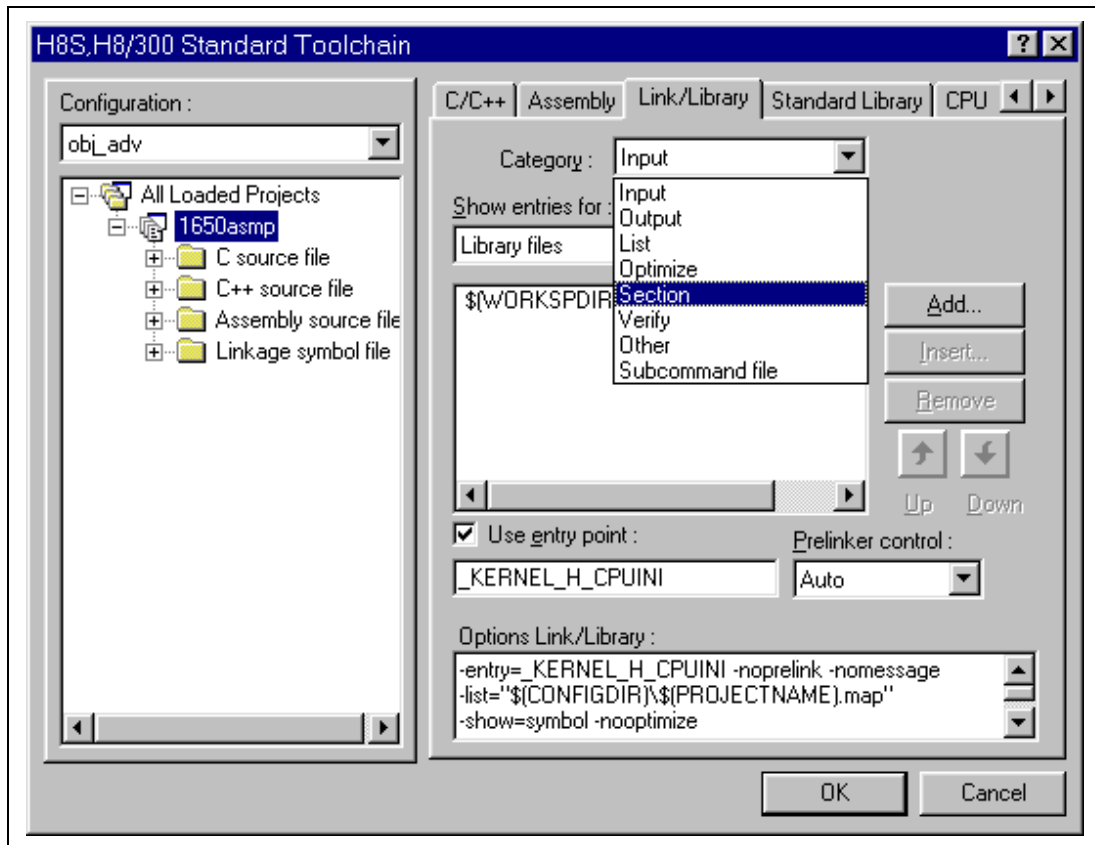 H8S,H8/300 Standard Toolchain
Configuration :
obj_adv
All Loaded Projects
1650asmp
C source file
C++ source file
Assembly source file
Linkage symbol file
C/C++ Assembly Link/Library Standard Library CPU
Category : Input
Input
Output
List
Optimize
Section
Verify
Other
Subcommand file
Show entries for :
Library files
$(WORKSPDIR
Add...
Insert...
Remove
Up Down
Use entry point :
_KERNEL_H_CPUINI
Prelinker control :
Auto
Options Link/Library :
-entry=_KERNEL_H_CPUINI -noprelink -nomessage
-list="$(CONFIGDIR)\$(PROJECTNAME).map"
-show=symbol -nooptimize
OK Cancel